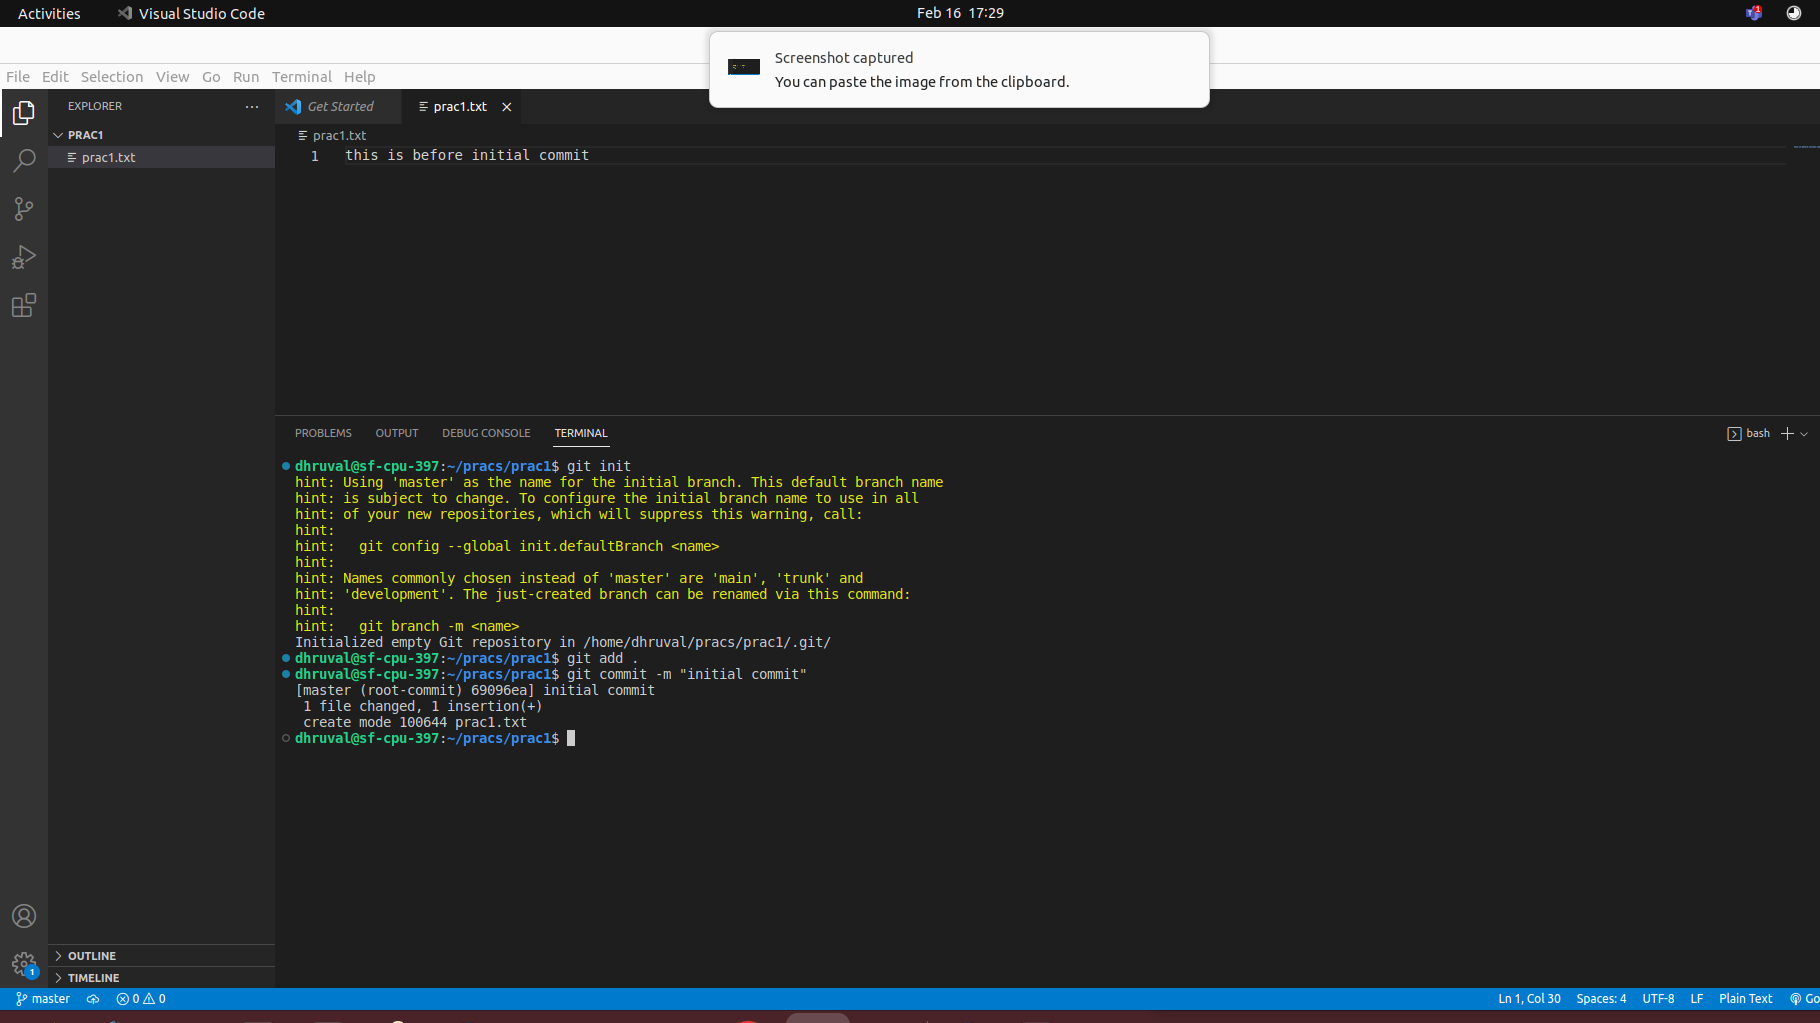 Activities
Visual Studio Code
Feb 16 17:29
1
Screenshot captured
You can paste the image from the clipboard.
File Edit Selection View Go Run Terminal Help
EXPLORER
Get Started
prac1.txt
PRAC1
prac1.txt
prac1.txt
1 this is before initial commit
PROBLEMS OUTPUT DEBUG CONSOLE TERMINAL
bash
dhruval@sf-cpu-397:~/pracs/prac1$ git init
hint: Using 'master' as the name for the initial branch. This default branch name
hint: is subject to change. To configure the initial branch name to use in all
hint: of your new repositories, which will suppress this warning, call:
hint:
hint:   git config --global init.defaultBranch <name>
hint:
hint: Names commonly chosen instead of 'master' are 'main', 'trunk' and
hint: 'development'. The just-created branch can be renamed via this command:
hint:
hint:   git branch -m <name>
Initialized empty Git repository in /home/dhruval/pracs/prac1/.git/
dhruval@sf-cpu-397:~/pracs/prac1$ git add .
dhruval@sf-cpu-397:~/pracs/prac1$ git commit -m "initial commit"
[master (root-commit) 69096ea] initial commit
 1 file changed, 1 insertion(+)
 create mode 100644 prac1.txt
dhruval@sf-cpu-397:~/pracs/prac1$
OUTLINE
1
TIMELINE
master 0 0
Ln 1, Col 30 Spaces: 4 UTF-8 LF Plain Text Go